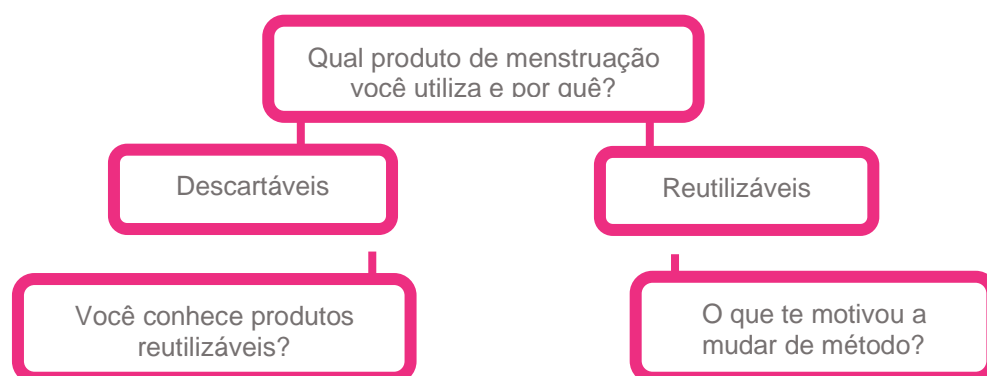 Qual produto de menstruação
você utiliza e por quê?
Descartáveis
Reutilizáveis
Você conhece produtos
reutilizáveis?
O que te motivou a
mudar de método?